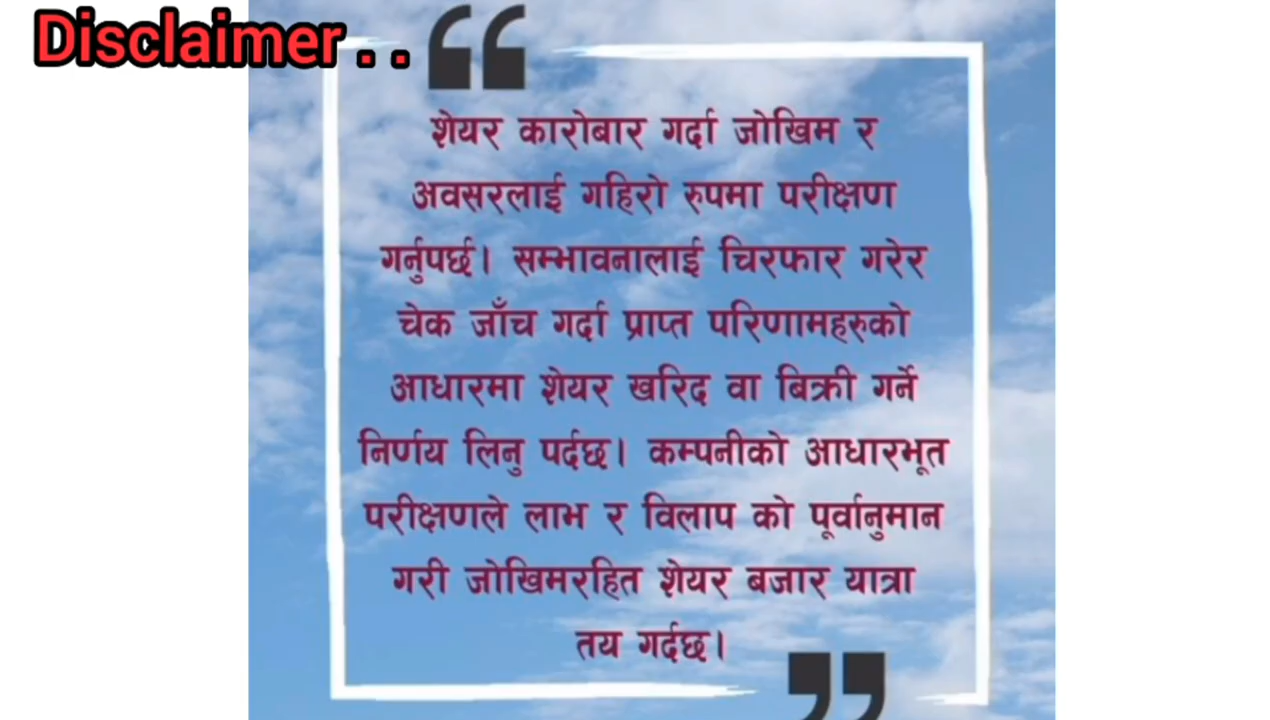 Disclaimer . .
“
शेयर कारोबार गर्दा जोखिम र
अवसरलाई गहिरो रुपमा परीक्षण
गर्नुपर्छ। सम्भावनालाई चिरफार गरेर
चेक जाँच गर्दा प्राप्त परिणामहरुको
आधारमा शेयर खरिद वा बिक्री गर्ने
निर्णय लिनु पर्दछ। कम्पनीको आधारभूत
परीक्षणले लाभ र विलाप को पूर्वानुमान
गरी जोखिमरहित शेयर बजार यात्रा
तय गर्दछ।
”